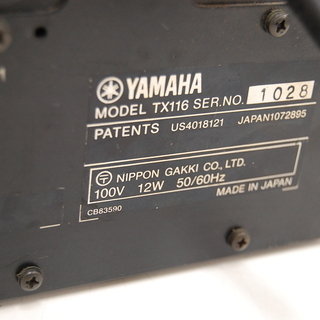 YAMAHA
MODEL TX116 SER.NO. 1028
PATENTS US4018121 JAPAN1072895
NIPPON GAKKI CO., LTD.
100V 12W 50/60Hz
MADE IN JAPAN
CB83590